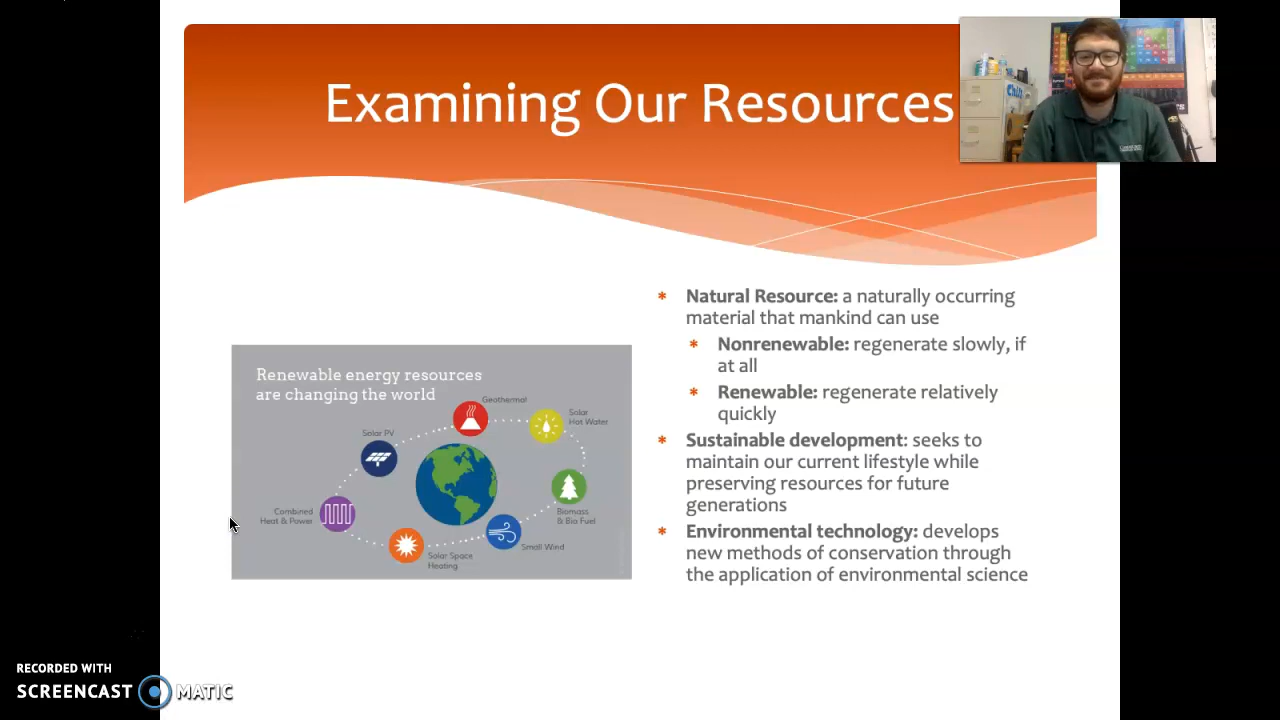 Examining Our Resources
Natural Resource: a naturally occurring
material that mankind can use
Nonrenewable: regenerate slowly, if
at all
Renewable: regenerate relatively
quickly
Sustainable development: seeks to
maintain our current lifestyle while
preserving resources for future
generations
Environmental technology: develops
new methods of conservation through
the application of environmental science
Renewable energy resources
are changing the world
Geothermal
Solar
Hot Water
Solar PV
Combined
Heat & Power
Biomass
& Bio Fuel
Small Wind
Solar Space
Heating
RECORDED WITH
SCREENCAST MATIC